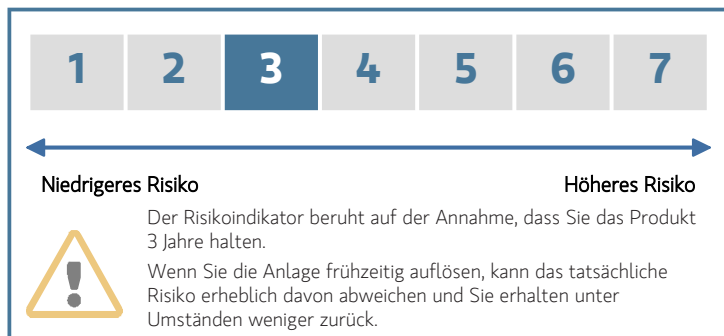 1 2 3 4 5 6 7
Niedrigeres Risiko Höheres Risiko
Der Risikoindikator beruht auf der Annahme, dass Sie das Produkt
3 Jahre halten.
Wenn Sie die Anlage frühzeitig auflösen, kann das tatsächliche
Risiko erheblich davon abweichen und Sie erhalten unter
Umständen weniger zurück.